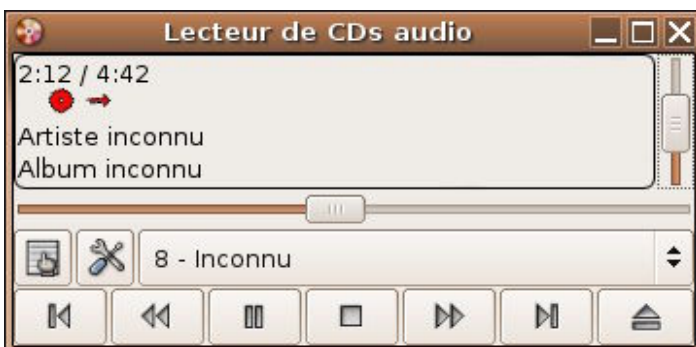 Lecteur de CDs audio
2:12 / 4:42
Artiste inconnu
Album inconnu
8 - Inconnu